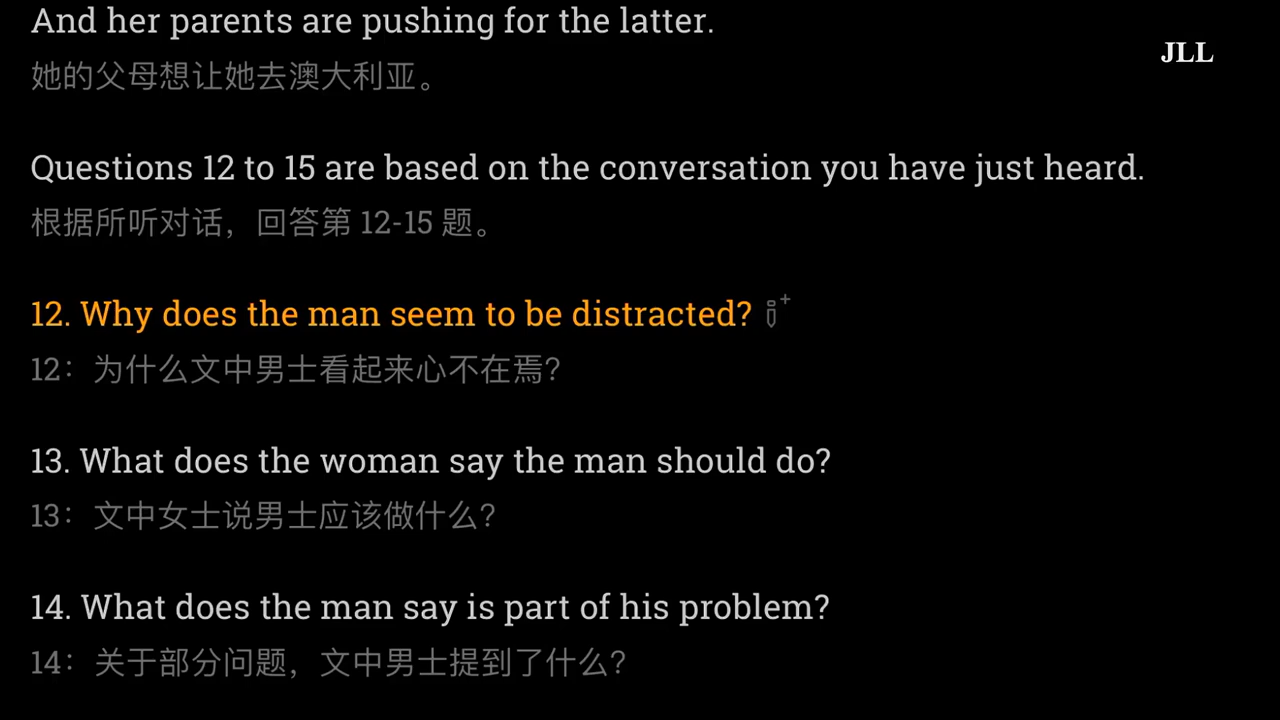 And her parents are pushing for the latter.
她的父母想让她去澳大利亚。
JLL
Questions 12 to 15 are based on the conversation you have just heard.
根据所听对话，回答第 12-15 题。
12. Why does the man seem to be distracted?
12：为什么文中男士看起来心不在焉？
13. What does the woman say the man should do?
13：文中女士说男士应该做什么？
14. What does the man say is part of his problem?
14：关于部分问题，文中男士提到了什么？